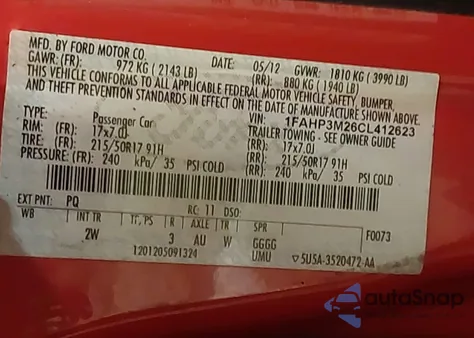 MFD. BY FORD MOTOR CO.
DATE: 05/12 GVWR: 1810 KG (3990 LB)
GAWR: (FR): 972 KG (2143 LB) (RR): 880 KG (1940 LB)
THIS VEHICLE CONFORMS TO ALL APPLICABLE FEDERAL MOTOR VEHICLE SAFETY, BUMPER,
AND THEFT PREVENTION STANDARDS IN EFFECT ON THE DATE OF MANUFACTURE SHOWN ABOVE.
VIN: 1FAHP3M26CL412623
TYPE: Passenger Car TRAILER TOWING - SEE OWNER GUIDE
RIM: (FR): 17x7.0J (RR): 17x7.0J
TIRE: (FR): 215/50R17 91H (RR): 215/50R17 91H
PRESSURE: (FR): 240 kPa/ 35 PSI COLD (RR): 240 kPa/ 35 PSI COLD
EXT PNT: PQ RC: 11 DSO:
WB INT TR TP, PS R AXLE TR SPR F0073
2W 3 AU W GGGG
1201205091324 UMU 5U5A-3520472-AA
autoSnap